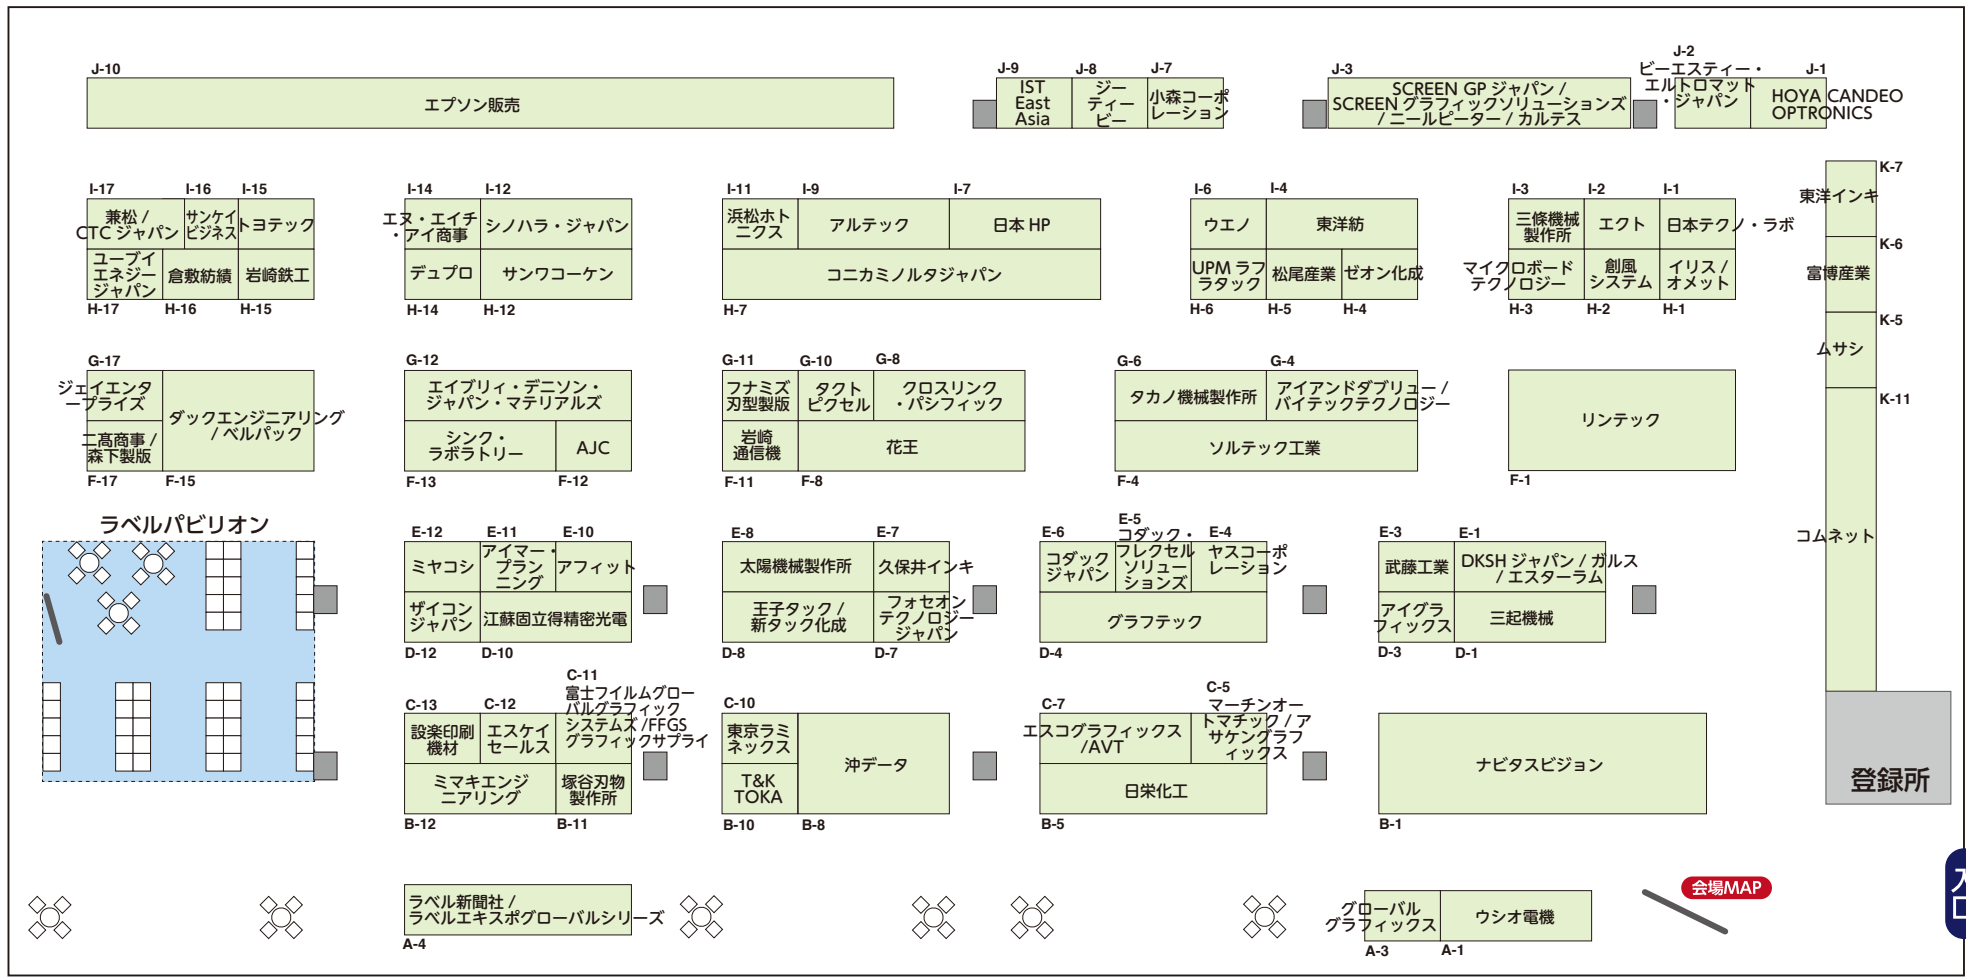 J-10
エプソン販売
J-9
IST
East
Asia
J-8
ジー
ティー
ビー
J-7
小森コーポ
レーション
J-3
SCREEN GP ジャパン /
SCREEN グラフィックソリューションズ
/ ニールピーター / カルテス
J-2
ビーエスティー・
エルトロマット
・ジャパン
J-1
HOYA CANDEO
OPTRONICS
I-17
兼松 /
CTC ジャパン
I-16
サンケイ
ビジネス
I-15
トヨテック
ユーブイ
エネジー
ジャパン
H-17
倉敷紡績
H-16
岩崎鉄工
H-15
I-14
エヌ・エイチ
・アイ商事
I-12
シノハラ・ジャパン
デュプロ
H-14
サンワコーケン
H-12
I-11
浜松ホト
ニクス
I-9
アルテック
I-7
日本 HP
コニカミノルタジャパン
H-7
I-6
ウエノ
I-4
東洋紡
UPM ラフ
ラタック
H-6
松尾産業
H-5
ゼオン化成
H-4
I-3
三條機械
製作所
I-2
エクト
I-1
日本テクノ・ラボ
マイクロボード
テクノロジー
H-3
創風
システム
H-2
イリス /
オメット
H-1
K-7
東洋インキ
K-6
富博産業
K-5
ムサシ
K-11
コムネット
G-17
ジェイエンタ
ープライズ
ダックエンジニアリング
/ ベルパック
二髙商事 /
森下製版
F-17
F-15
G-12
エイブリィ・デニソン・
ジャパン・マテリアルズ
シンク・
ラボラトリー
F-13
AJC
F-12
G-11
フナミズ
刃型製版
G-10
タクト
ピクセル
G-8
クロスリンク
・パシフィック
岩崎
通信機
F-11
花王
F-8
G-6
タカノ機械製作所
G-4
アイアンドダブリュー /
バイテックテクノロジー
ソルテック工業
F-4
リンテック
F-1
ラベルパビリオン
E-12
ミヤコシ
E-11
アイマー・
プラン
ニング
E-10
アフィット
ザイコン
ジャパン
D-12
江蘇固立得精密光電
D-10
E-8
太陽機械製作所
E-7
久保井インキ
王子タック /
新タック化成
D-8
フォセオン
テクノロジー
ジャパン
D-7
E-6
コダック
ジャパン
E-5
コダック・
フレクセル
ソリュー
ションズ
E-4
ヤスコーポ
レーション
グラフテック
D-4
E-3
武藤工業
E-1
DKSH ジャパン / ガルス
/ エスターラム
アイグラ
フィックス
D-3
三起機械
D-1
C-13
設楽印刷
機材
C-12
エスケイ
セールス
C-11
富士フイルムグロー
バルグラフィック
システムズ /FFGS
グラフィックサプライ
ミマキエンジ
ニアリング
B-12
塚谷刃物
製作所
B-11
C-10
東京ラミ
ネックス
T&K
TOKA
B-10
沖データ
B-8
C-7
エスコグラフィックス
/AVT
C-5
マーチンオー
トマチック / ア
サケングラフ
ィックス
日栄化工
B-5
ナビタスビジョン
B-1
登録所
ラベル新聞社 /
ラベルエキスポグローバルシリーズ
A-4
グローバル
グラフィックス
A-3
ウシオ電機
A-1
会場MAP
入口